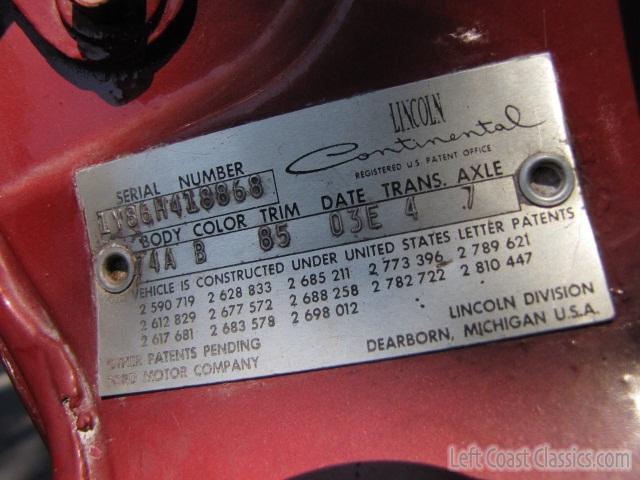 LINCOLN
Continental
REGISTERED U.S. PATENT OFFICE
SERIAL NUMBER
1Y86H418868
BODY COLOR TRIM DATE TRANS. AXLE
74A B 85 03E 4 7
VEHICLE IS CONSTRUCTED UNDER UNITED STATES LETTER PATENTS
2 590 719 2 628 833 2 685 211 2 773 396 2 789 621
2 612 829 2 677 572 2 688 258 2 782 722 2 810 447
2 617 681 2 683 578 2 698 012
OTHER PATENTS PENDING LINCOLN DIVISION
FORD MOTOR COMPANY DEARBORN, MICHIGAN U.S.A.
Left Coast Classics.com